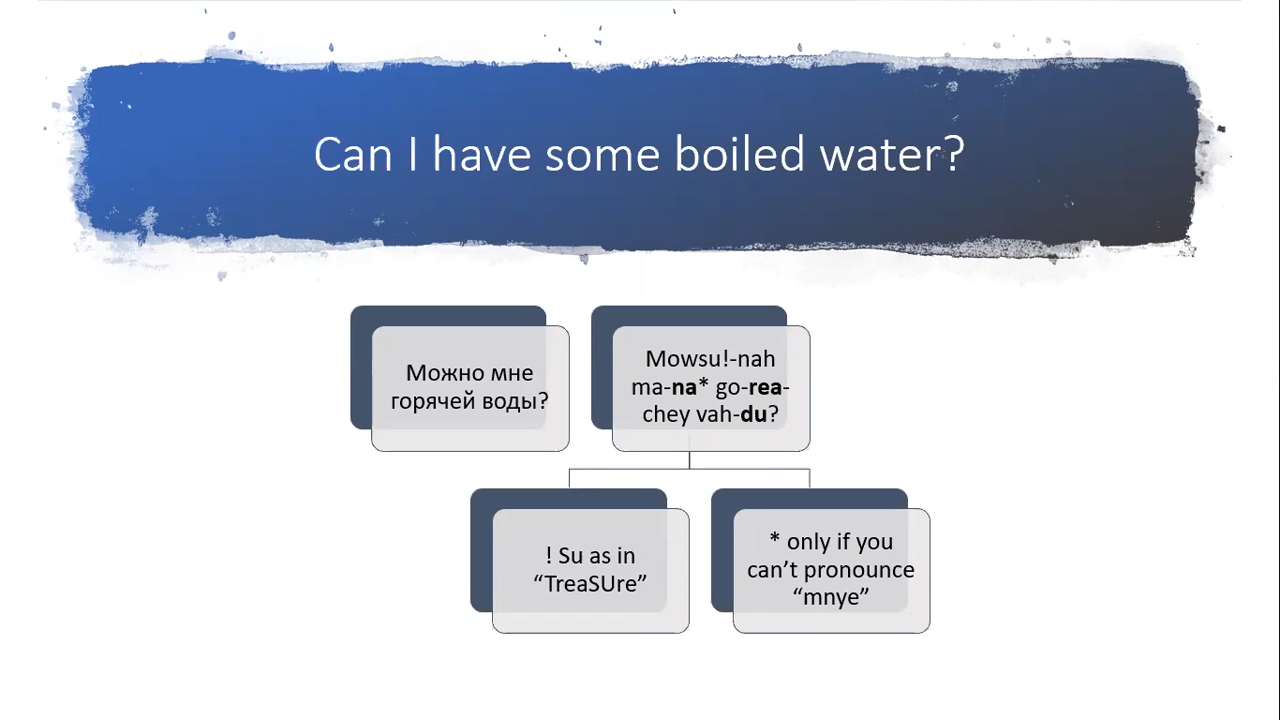 Can I have some boiled water?
Можно мне
горячей воды?
Mowsu!-nah
ma-na* go-rea-
chey vah-du?
! Su as in
“TreaSUre”
* only if you
can’t pronounce
“mnye”